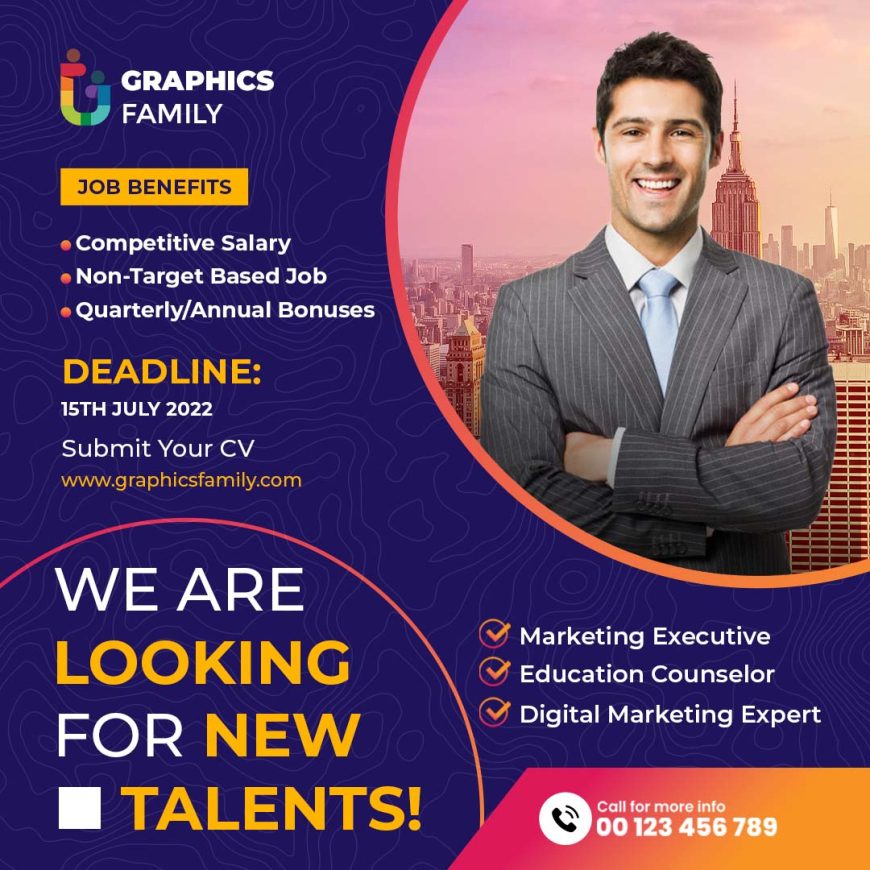 GRAPHICS
FAMILY
JOB BENEFITS
Competitive Salary
Non-Target Based Job
Quarterly/Annual Bonuses
DEADLINE:
15TH JULY 2022
Submit Your CV
www.graphicsfamily.com
WE ARE
LOOKING
FOR NEW
TALENTS!
Marketing Executive
Education Counselor
Digital Marketing Expert
Call for more info
00 123 456 789